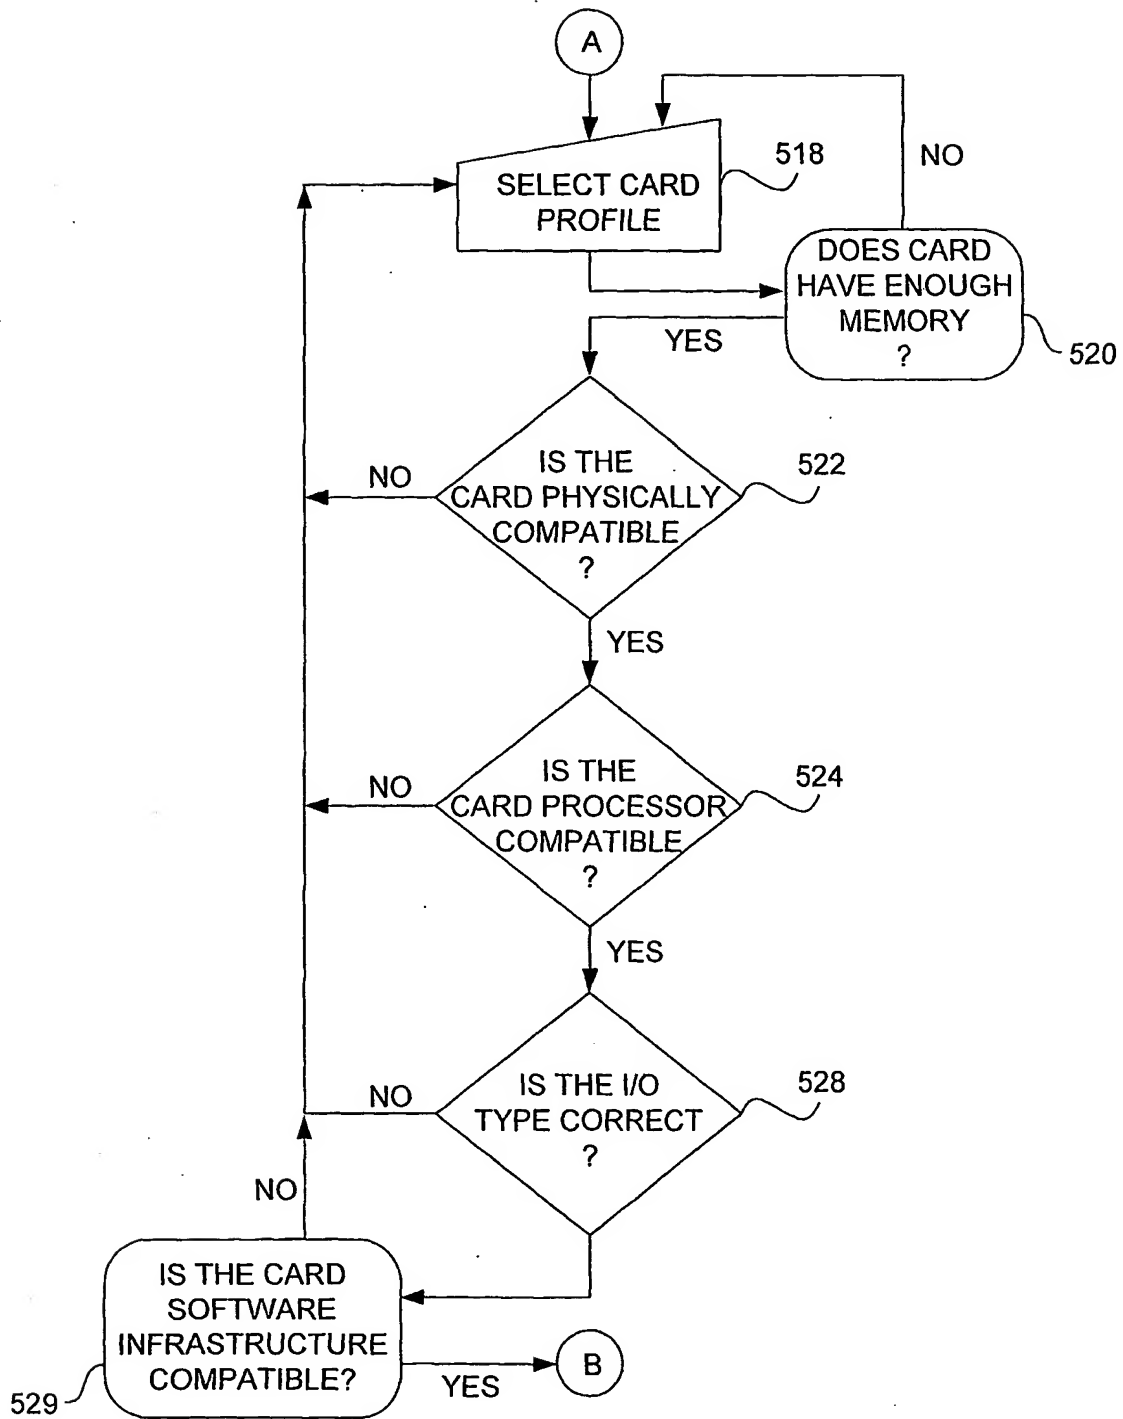 A
SELECT CARD
PROFILE
518
NO
DOES CARD
HAVE ENOUGH
MEMORY
?
520
YES
IS THE
CARD PHYSICALLY
COMPATIBLE
?
522
NO
YES
IS THE
CARD PROCESSOR
COMPATIBLE
?
524
NO
YES
IS THE I/O
TYPE CORRECT
?
528
NO
NO
IS THE CARD
SOFTWARE
INFRASTRUCTURE
COMPATIBLE?
529
YES
B